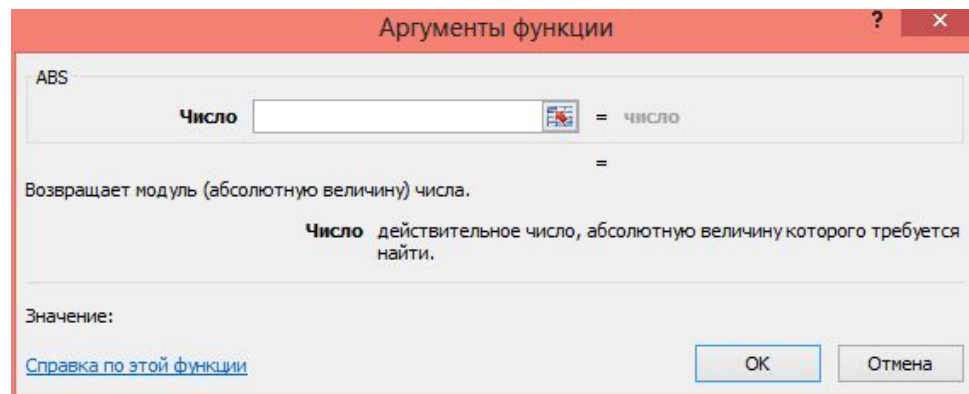 Аргументы функции ? ×
ABS
Число = число
=
Возвращает модуль (абсолютную величину) числа.
Число действительное число, абсолютную величину которого требуется
найти.
Значение:
Справка по этой функции ОК Отмена